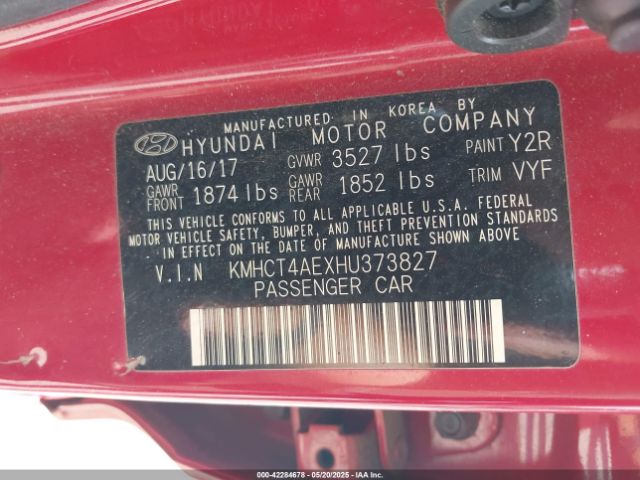 MANUFACTURED IN KOREA BY
HYUNDAI MOTOR COMPANY
AUG/16/17 GVWR 3527 lbs PAINT Y2R
GAWR FRONT 1874 lbs GAWR REAR 1852 lbs TRIM VYF
THIS VEHICLE CONFORMS TO ALL APPLICABLE U.S.A. FEDERAL
MOTOR VEHICLE SAFETY, BUMPER, AND THEFT PREVENTION STANDARDS
IN EFFECT ON THE DATE OF MANUFACTURE SHOWN ABOVE
V.I.N KMHCT4AEXHU373827
PASSENGER CAR
00-42284678 - 05/20/2025 - IAA Inc.